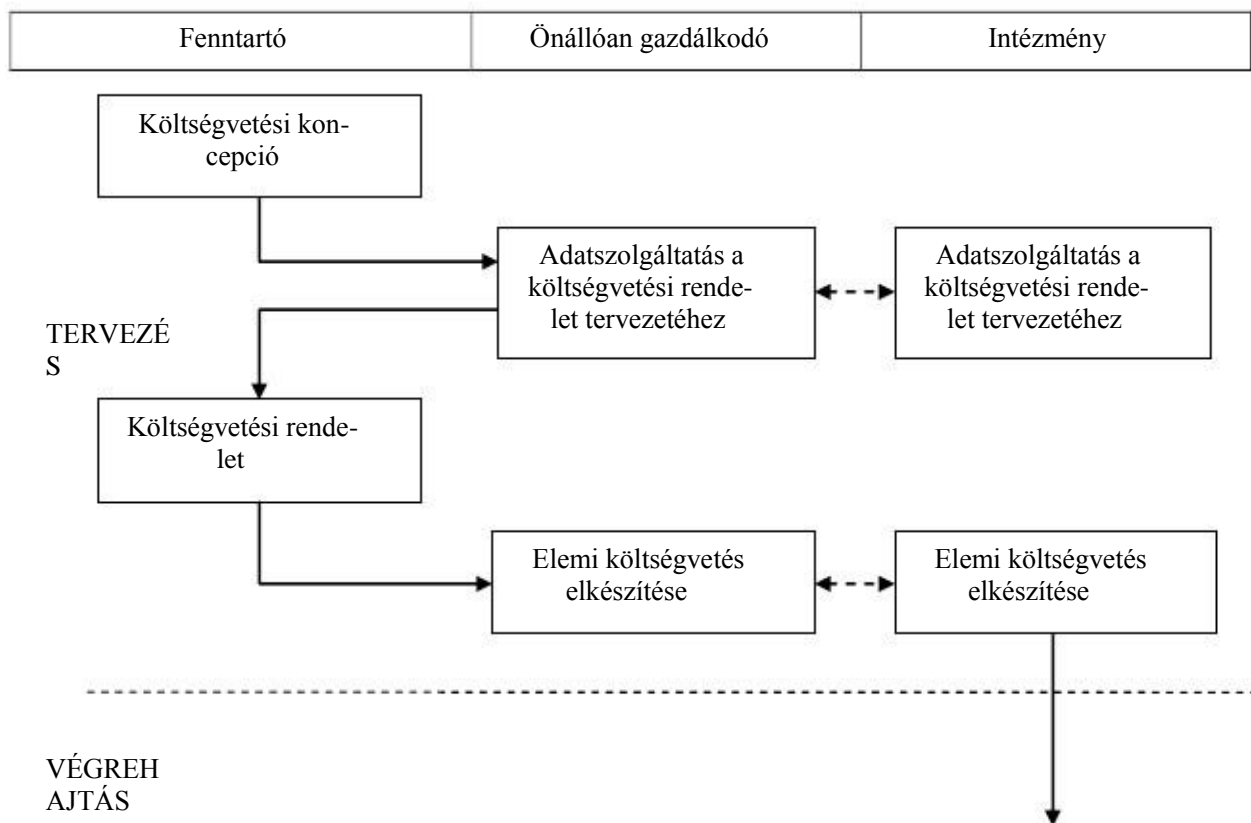 Fenntartó
Önállóan gazdálkodó
Intézmény
Költségvetési kon-
cepció
Adatszolgáltatás a
költségvetési rende-
let tervezetéhez
Adatszolgáltatás a
költségvetési rende-
let tervezetéhez
TERVEZÉ
S
Költségvetési rende-
let
Elemi költségvetés
elkészítése
Elemi költségvetés
elkészítése
VÉGREH
AJTÁS